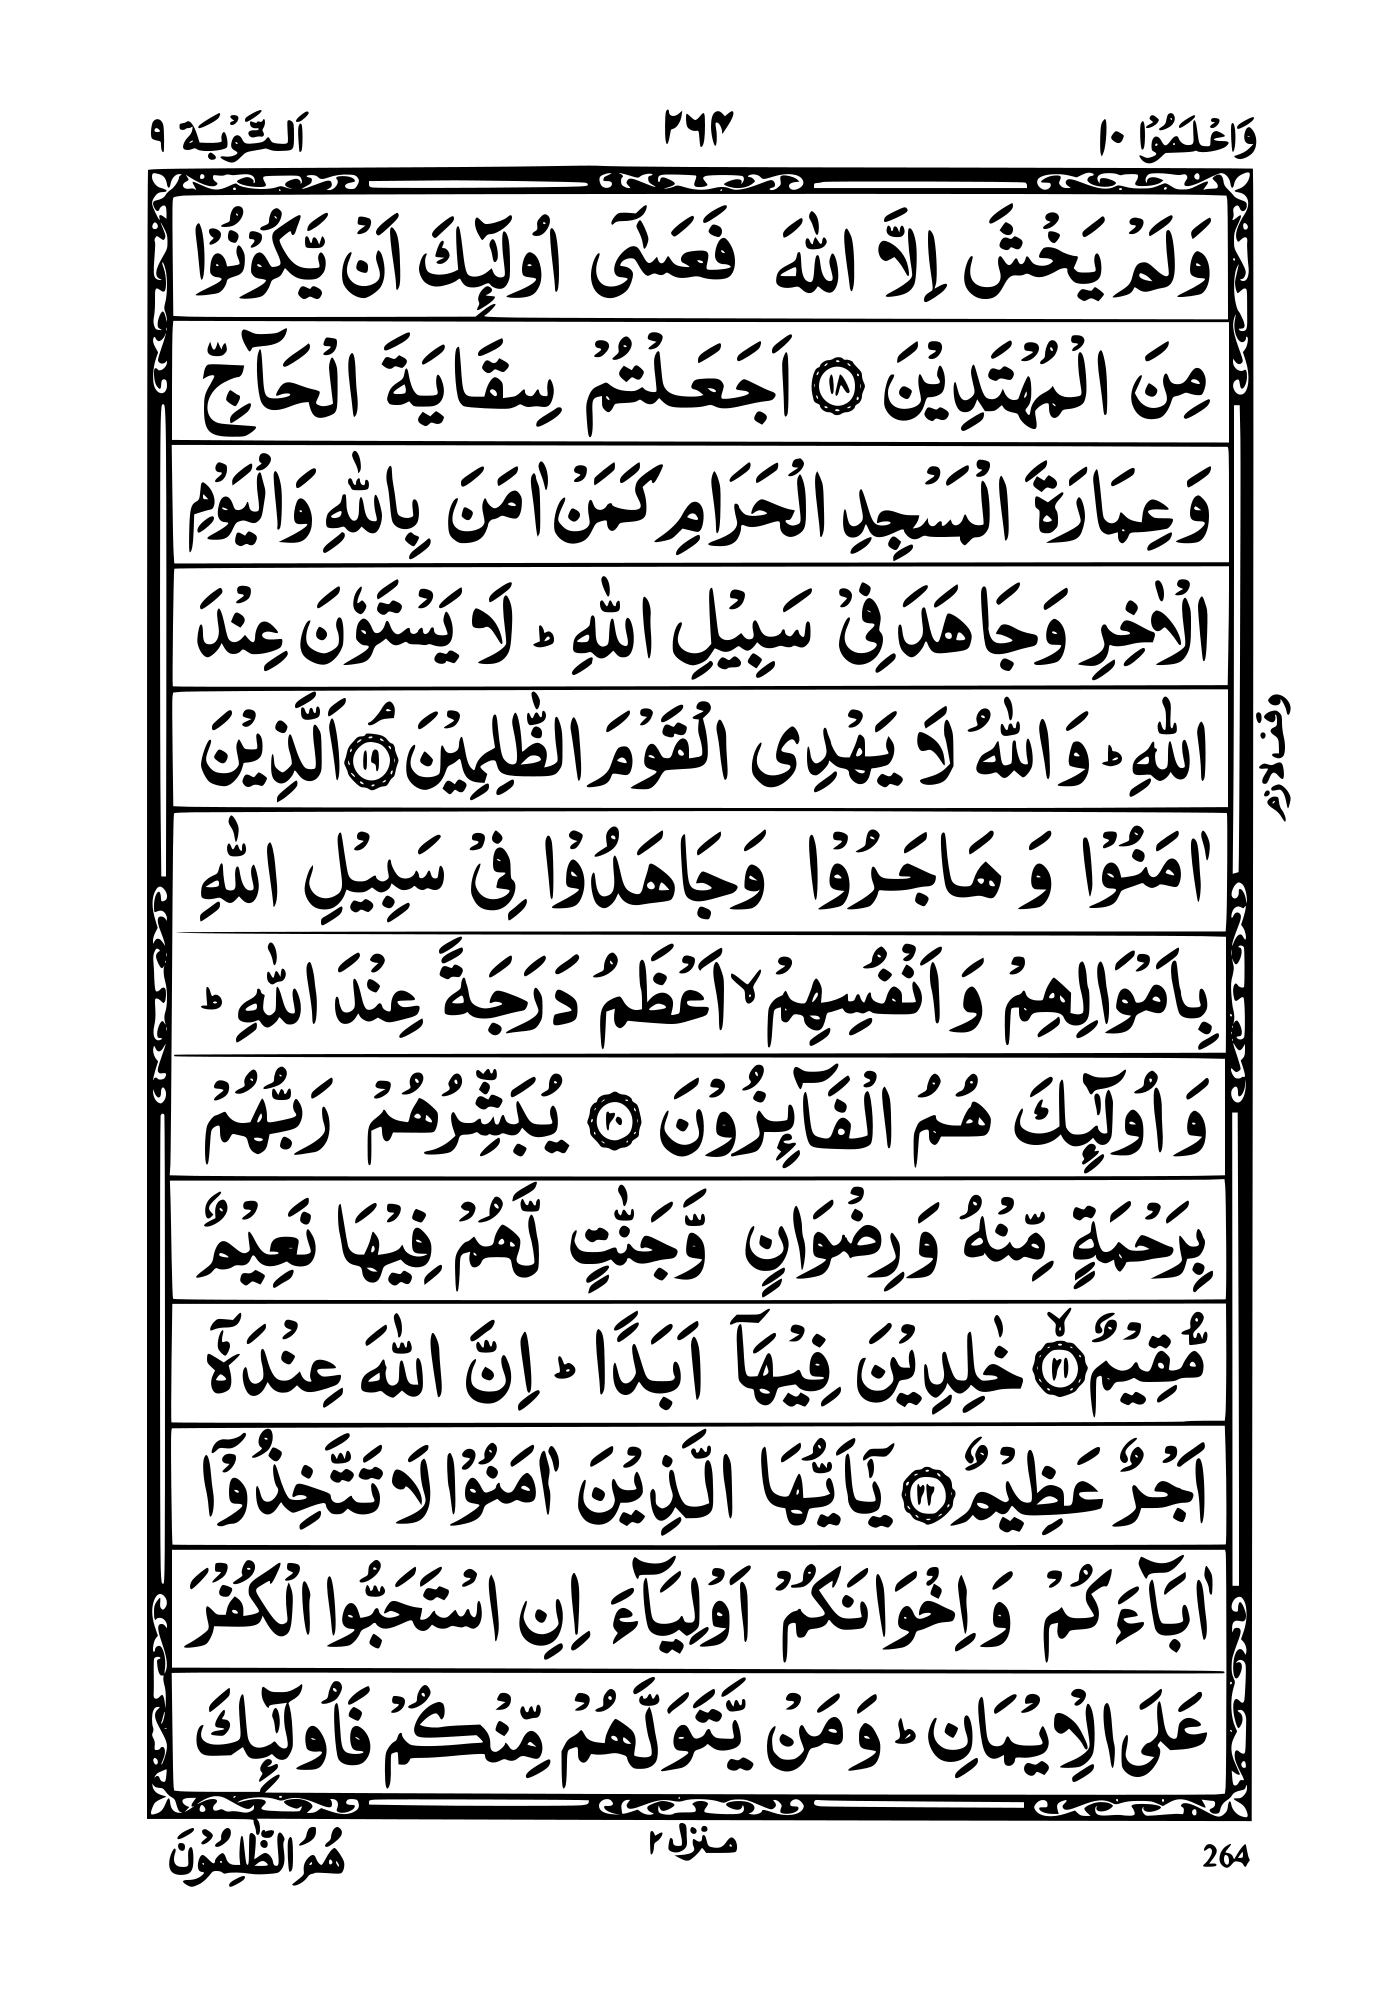 وَاعْلَمُوْۤا ١٠
٢٦۴
اَلتَّوْبَة ٩
وَلَمْ يَخْشَ اِلَّا اللّٰهَ فَعَسٰٓى اُولٰٓئِكَ اَنْ يَّكُوْنُوْا
مِنَ الْمُهْتَدِيْنَ ﴿١٨﴾ اَجَعَلْتُمْ سِقَايَةَ الْحَآجِّ
وَعِمَارَةَ الْمَسْجِدِ الْحَرَامِ كَمَنْ اٰمَنَ بِاللّٰهِ وَالْيَوْمِ
الْاٰخِرِ وَجَاهَدَ فِىْ سَبِيْلِ اللّٰهِ ؕ لَا يَسْتَوٗنَ عِنْدَ
اللّٰهِ ؕ وَاللّٰهُ لَا يَهْدِى الْقَوْمَ الظّٰلِمِيْنَ ۘ﴿١٩﴾ اَلَّذِيْنَ
وقف لازم
اٰمَنُوْا وَ هَاجَرُوْا وَجَاهَدُوْا فِىْ سَبِيْلِ اللّٰهِ
بِاَمْوَالِهِمْ وَ اَنْفُسِهِمْ ۙ اَعْظَمُ دَرَجَةً عِنْدَ اللّٰهِ ؕ
وَ اُولٰٓئِكَ هُمُ الْفَآئِزُوْنَ ﴿٢٠﴾ يُبَشِّرُهُمْ رَبُّهُمْ
بِرَحْمَةٍ مِّنْهُ وَرِضْوَانٍ وَّجَنّٰتٍ لَّهُمْ فِيْهَا نَعِيْمٌ
مُّقِيْمٌ ۙ﴿٢١﴾ خٰلِدِيْنَ فِيْهَاۤ اَبَدًا ؕ اِنَّ اللّٰهَ عِنْدَهٗۤ
اَجْرٌ عَظِيْمٌ ﴿٢٢﴾ يٰۤاَيُّهَا الَّذِيْنَ اٰمَنُوْا لَا تَتَّخِذُوْۤا
اٰبَآءَكُمْ وَ اِخْوَانَكُمْ اَوْلِيَآءَ اِنِ اسْتَحَبُّوا الْكُفْرَ
عَلَى الْاِيْمَانِ ؕ وَمَنْ يَّتَوَلَّهُمْ مِّنْكُمْ فَاُولٰٓئِكَ
هُمُ الظّٰلِمُوْنَ
منزل ٢
264